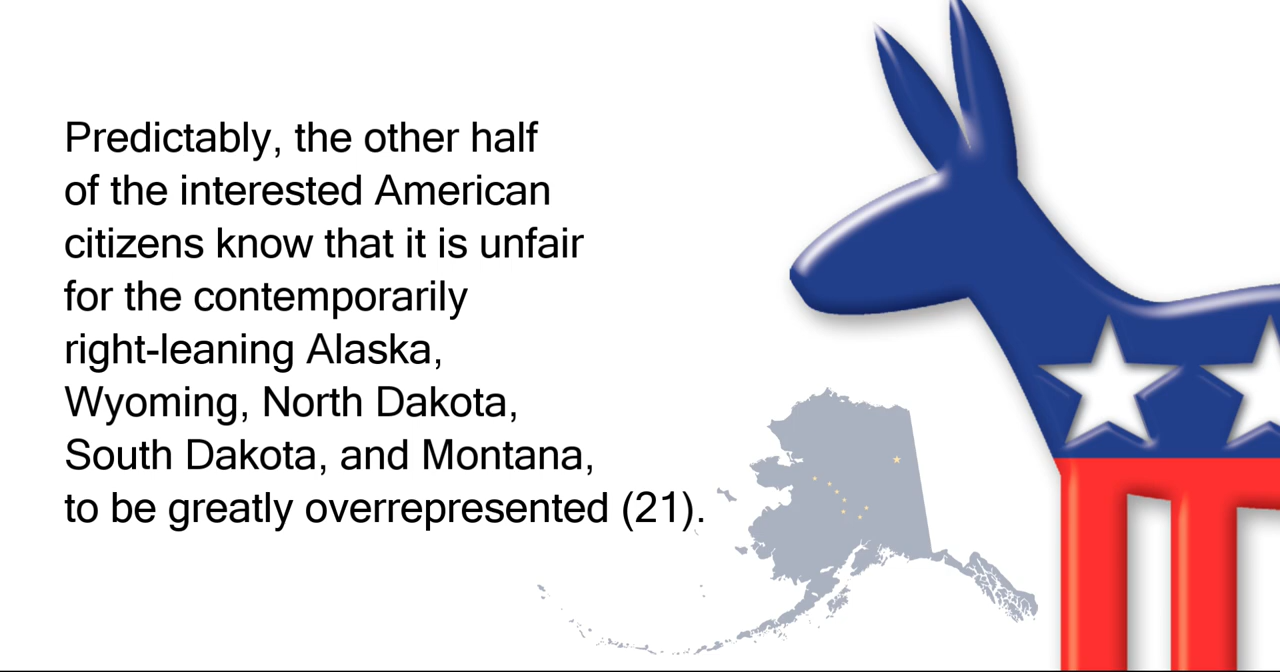 Predictably, the other half
of the interested American
citizens know that it is unfair
for the contemporarily
right-leaning Alaska,
Wyoming, North Dakota,
South Dakota, and Montana,
to be greatly overrepresented (21).